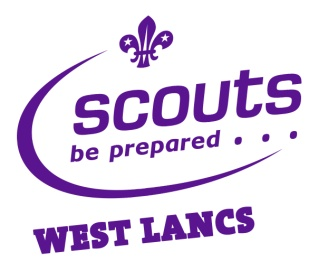 scouts
be prepared . . .
WEST LANCS